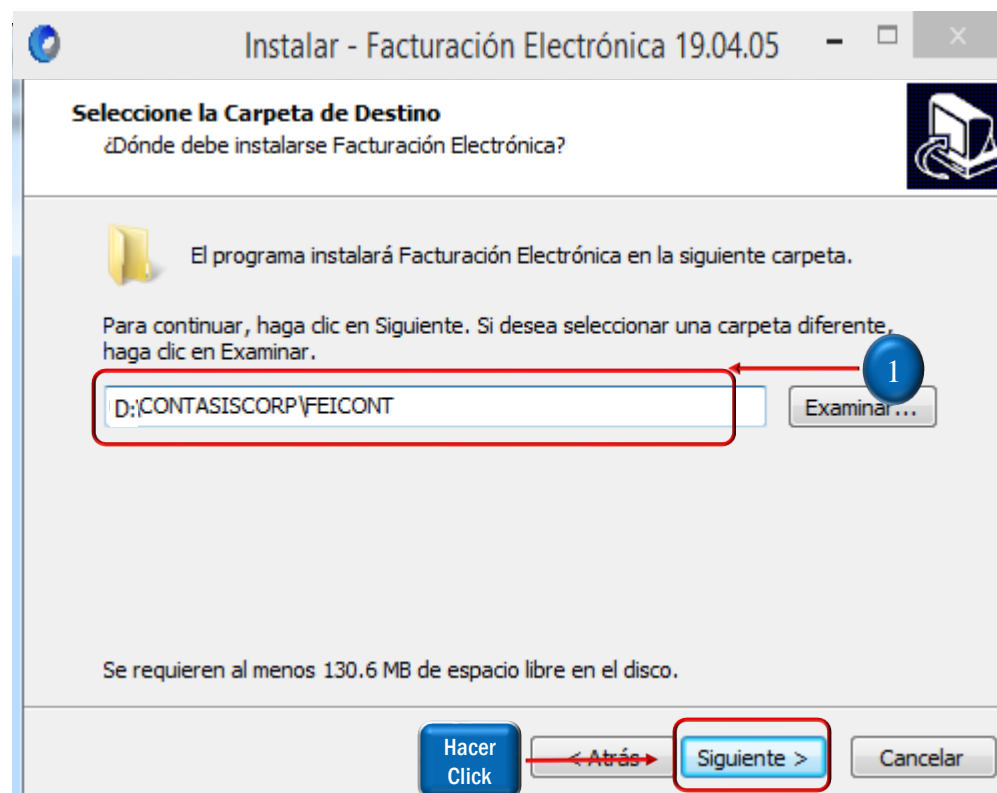 Instalar - Facturación Electrónica 19.04.05
Seleccione la Carpeta de Destino
¿Dónde debe instalarse Facturación Electrónica?
El programa instalará Facturación Electrónica en la siguiente carpeta.
Para continuar, haga clic en Siguiente. Si desea seleccionar una carpeta diferente,
haga clic en Examinar.
1
D:\CONTASISCORP\FEICONT
Examinar...
Se requieren al menos 130.6 MB de espacio libre en el disco.
Hacer
Click
< Atrás
Siguiente >
Cancelar